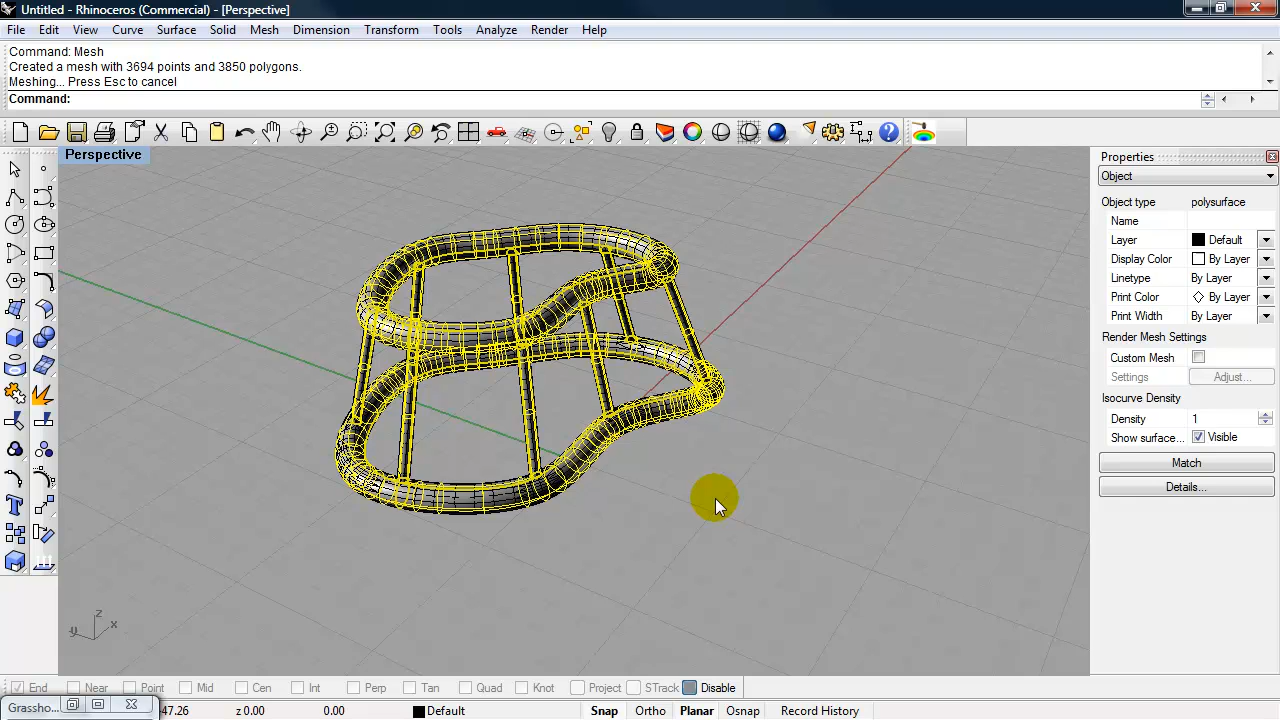 Untitled - Rhinoceros (Commercial) - [Perspective]
File Edit View Curve Surface Solid Mesh Dimension Transform Tools Analyze Render Help
Command: Mesh
Created a mesh with 3694 points and 3850 polygons.
Meshing... Press Esc to cancel
Command:
Perspective
Properties
Object
Object type polysurface
Name
Layer Default
Display Color By Layer
Linetype By Layer
Print Color By Layer
Print Width By Layer
Render Mesh Settings
Custom Mesh
Settings Adjust...
Isocurve Density
Density 1
Show surface... Visible
Match
Details...
z
y x
End Near Point Mid Cen Int Perp Tan Quad Knot Project STrack Disable
Grassho... 47.26 z 0.00 0.00 Default Snap Ortho Planar Osnap Record History